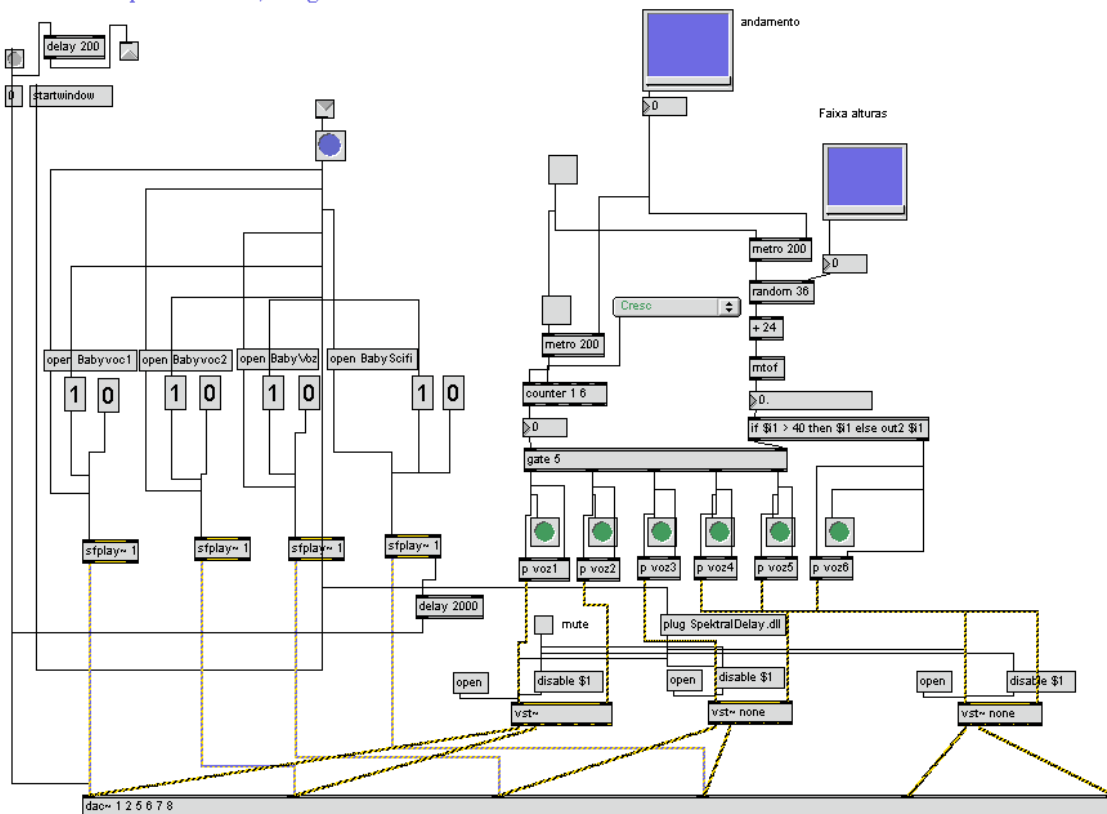 andamento
delay 200
0
startwindow
0
Faixa alturas
metro 200
0
random 36
Cresc
+ 24
metro 200
open Babyvoc1
open Babyvoc2
open BabyVoz
open BabyScifi
mtof
1 0
1 0
1 0
1 0
counter 1 6
0.
0
if $i1 > 40 then $i1 else out2 $i1
gate 5
sfplay~ 1
sfplay~ 1
sfplay~ 1
sfplay~ 1
p voz1
p voz2
p voz3
p voz4
p voz5
p voz6
delay 2000
mute
plug SpektralDelay.dll
open
disable $1
open
disable $1
open
disable $1
vst~
vst~ none
vst~ none
dac~ 1 2 5 6 7 8